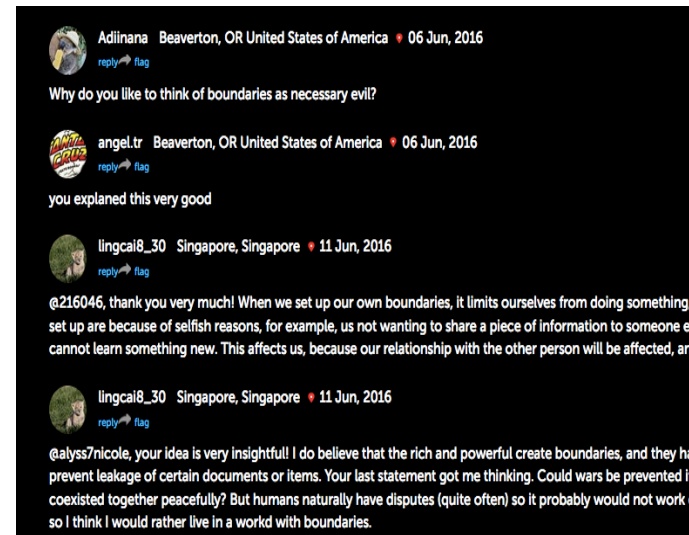 Adiinana Beaverton, OR United States of America 06 Jun, 2016
reply flag
Why do you like to think of boundaries as necessary evil?
angel.tr Beaverton, OR United States of America 06 Jun, 2016
reply flag
you explaned this very good
lingcai8_30 Singapore, Singapore 11 Jun, 2016
reply flag
@216046, thank you very much! When we set up our own boundaries, it limits ourselves from doing something,
set up are because of selfish reasons, for example, us not wanting to share a piece of information to someone
cannot learn something new. This affects us, because our relationship with the other person will be affected,
lingcai8_30 Singapore, Singapore 11 Jun, 2016
reply flag
@alyss7nicole, your idea is very insightful! I do believe that the rich and powerful create boundaries, and they
prevent leakage of certain documents or items. Your last statement got me thinking. Could wars be prevented
coexisted together peacefully? But humans naturally have disputes (quite often) so it probably would not work
so I think I would rather live in a workd with boundaries.